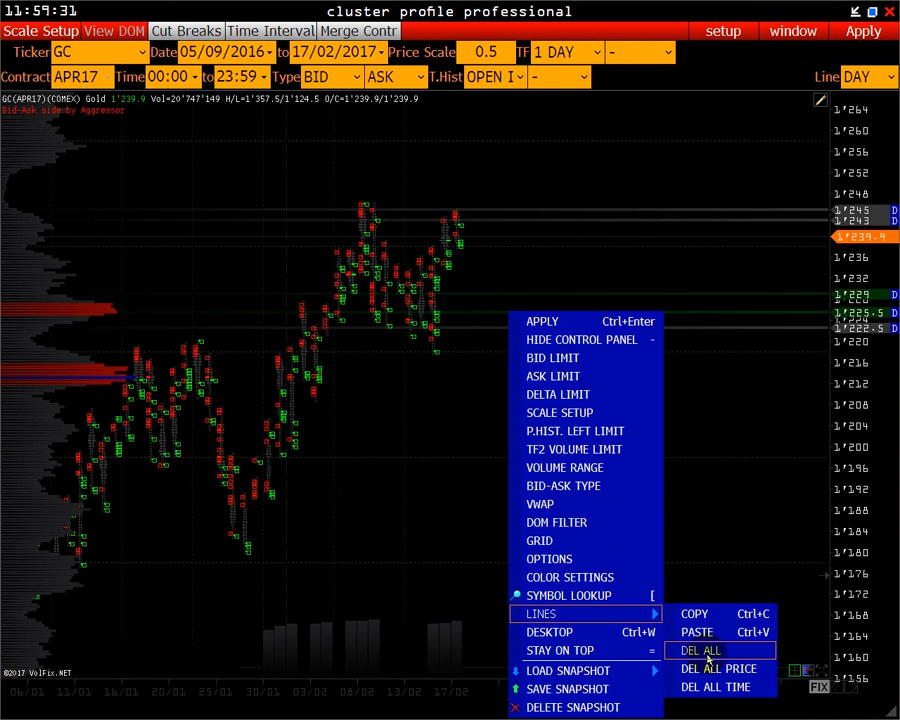 11:59:31
cluster profile professional
Scale Setup View DOM Cut Breaks Time Interval Merge Contr setup window Apply
Ticker GC Date 05/09/2016 to 17/02/2017 Price Scale 0.5 TF 1 DAY -
Contract APR17 Time 00:00 to 23:59 Type BID ASK T.Hist OPEN I - Line DAY
GC(APR17)(COMEX) Gold 1'239.9 Vol=20'747'149 H/L=1'357.5/1'124.5 O/C=1'239.9/1'239.9
Bid-Ask side by Aggressor
1'264
1'260
1'256
1'252
1'248
1'245 D
1'243 D
1'239.9
1'236
1'232
1'229 D
1'225.5 D
1'222.5 D
1'220
1'216
1'212
1'208
1'204
1'200
1'196
1'192
1'188
1'184
1'180
1'176
1'172
1'168
1'164
1'160
1'156
APPLY Ctrl+Enter
HIDE CONTROL PANEL -
BID LIMIT
ASK LIMIT
DELTA LIMIT
SCALE SETUP
P.HIST. LEFT LIMIT
TF2 VOLUME LIMIT
VOLUME RANGE
BID-ASK TYPE
VWAP
DOM FILTER
GRID
OPTIONS
COLOR SETTINGS
SYMBOL LOOKUP [
LINES
DESKTOP Ctrl+W
STAY ON TOP =
LOAD SNAPSHOT
SAVE SNAPSHOT
DELETE SNAPSHOT
COPY Ctrl+C
PASTE Ctrl+V
DEL ALL
DEL ALL PRICE
DEL ALL TIME
©2017 VolFix.NET
FIX
06/01 13/01 19/01 25/01 31/01 02/02 08/02 13/02 17/02